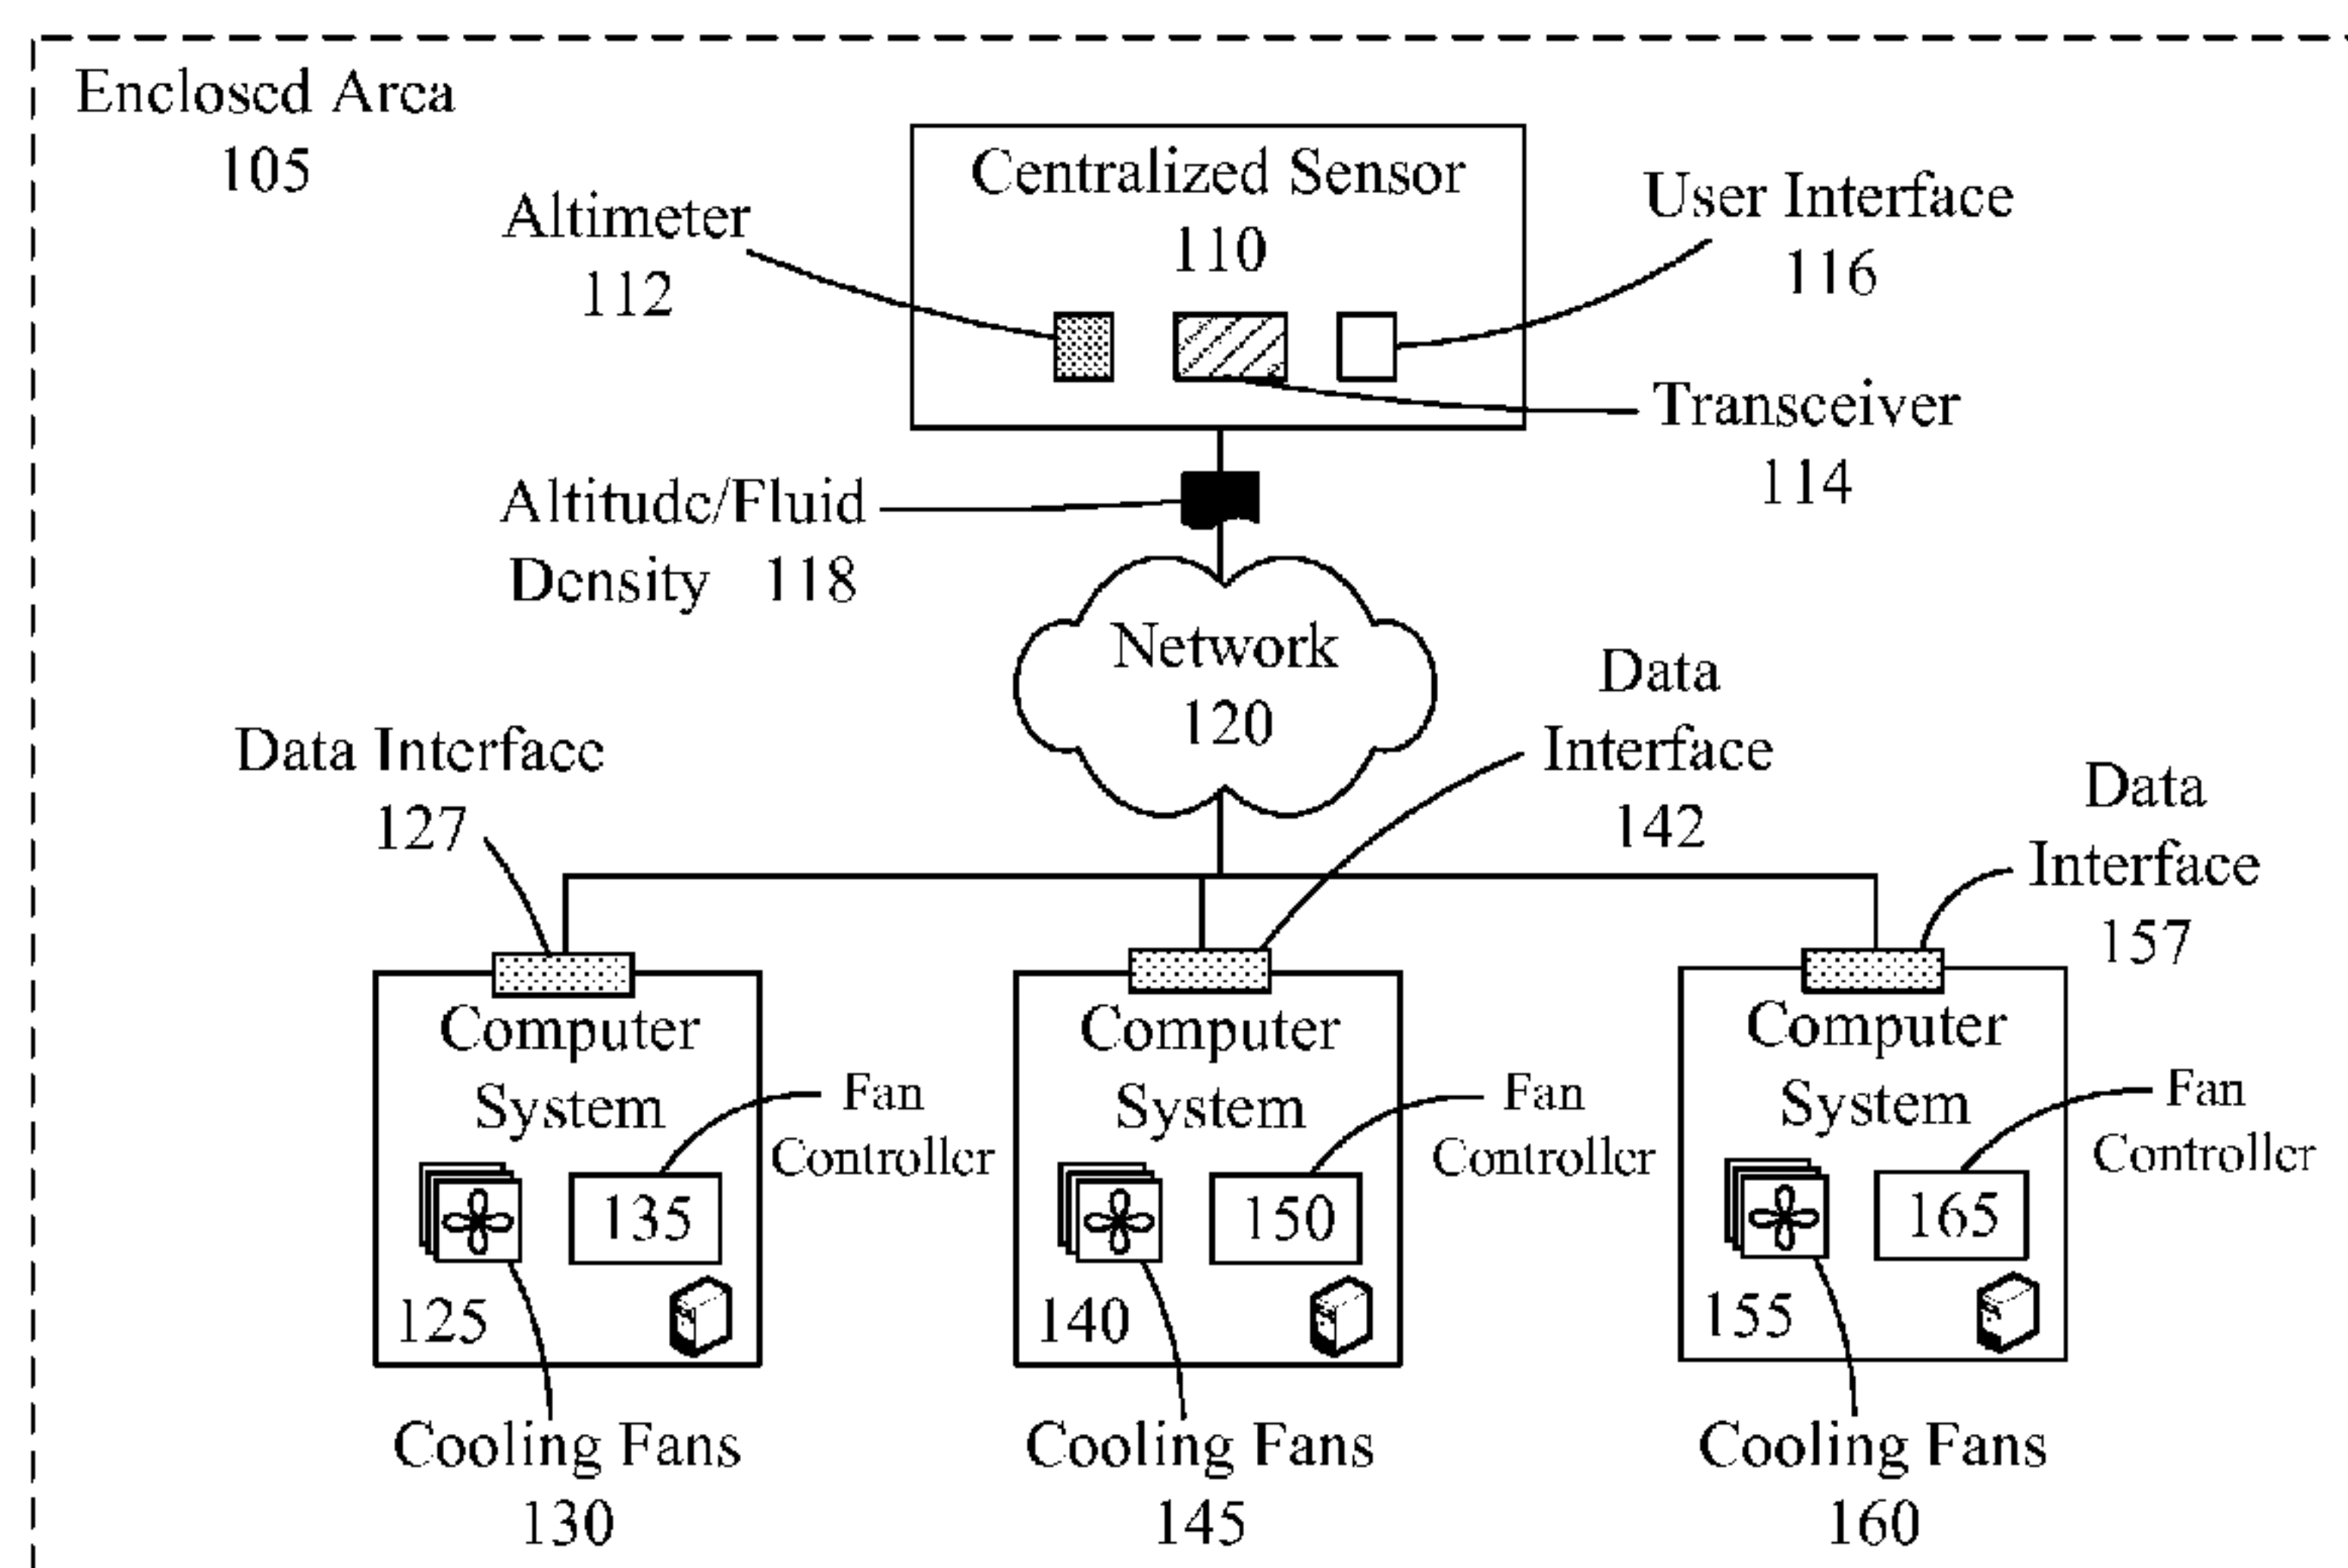 Enclosed Area
105
Centralized Sensor
110
Altimeter
112
User Interface
116
Transceiver
114
Altitude/Fluid
Density 118
Network
120
Data Interface
127
Data
Interface
142
Data
Interface
157
Computer
System
Fan
Controller
135
125
Cooling Fans
130
Computer
System
Fan
Controller
150
140
Cooling Fans
145
Computer
System
Fan
Controller
165
155
Cooling Fans
160